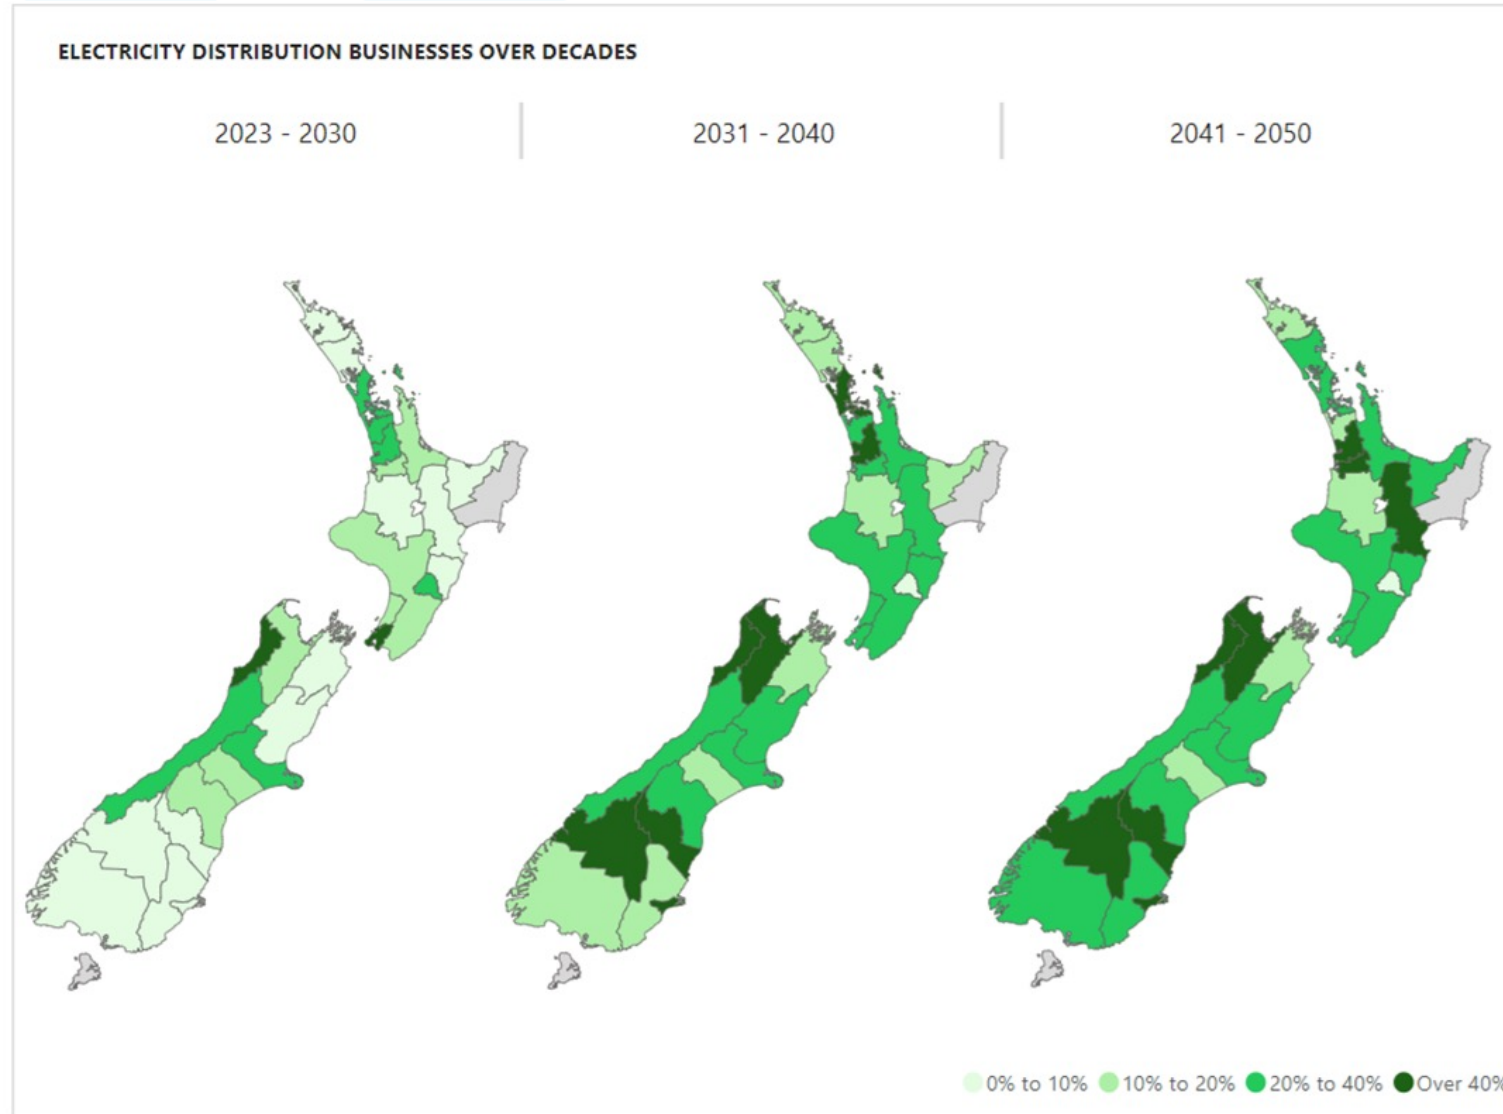 ELECTRICITY DISTRIBUTION BUSINESSES OVER DECADES
2023 - 2030
2031 - 2040
2041 - 2050
0% to 10% 10% to 20% 20% to 40% Over 40%